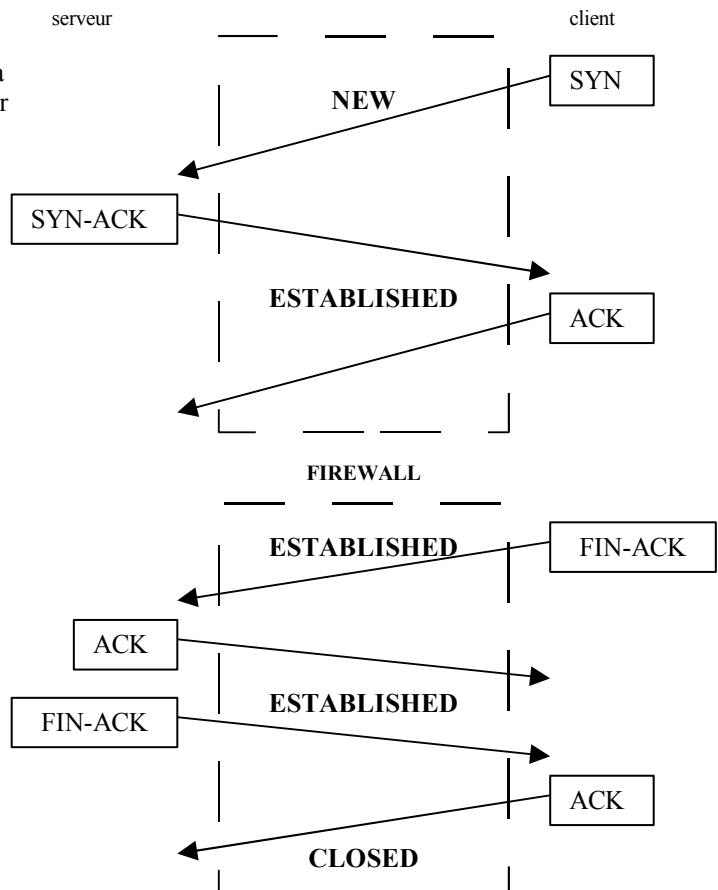 serveur
client
a
r
SYN
NEW
SYN-ACK
ESTABLISHED
ACK
FIREWALL
ESTABLISHED
FIN-ACK
ACK
ESTABLISHED
FIN-ACK
ACK
CLOSED